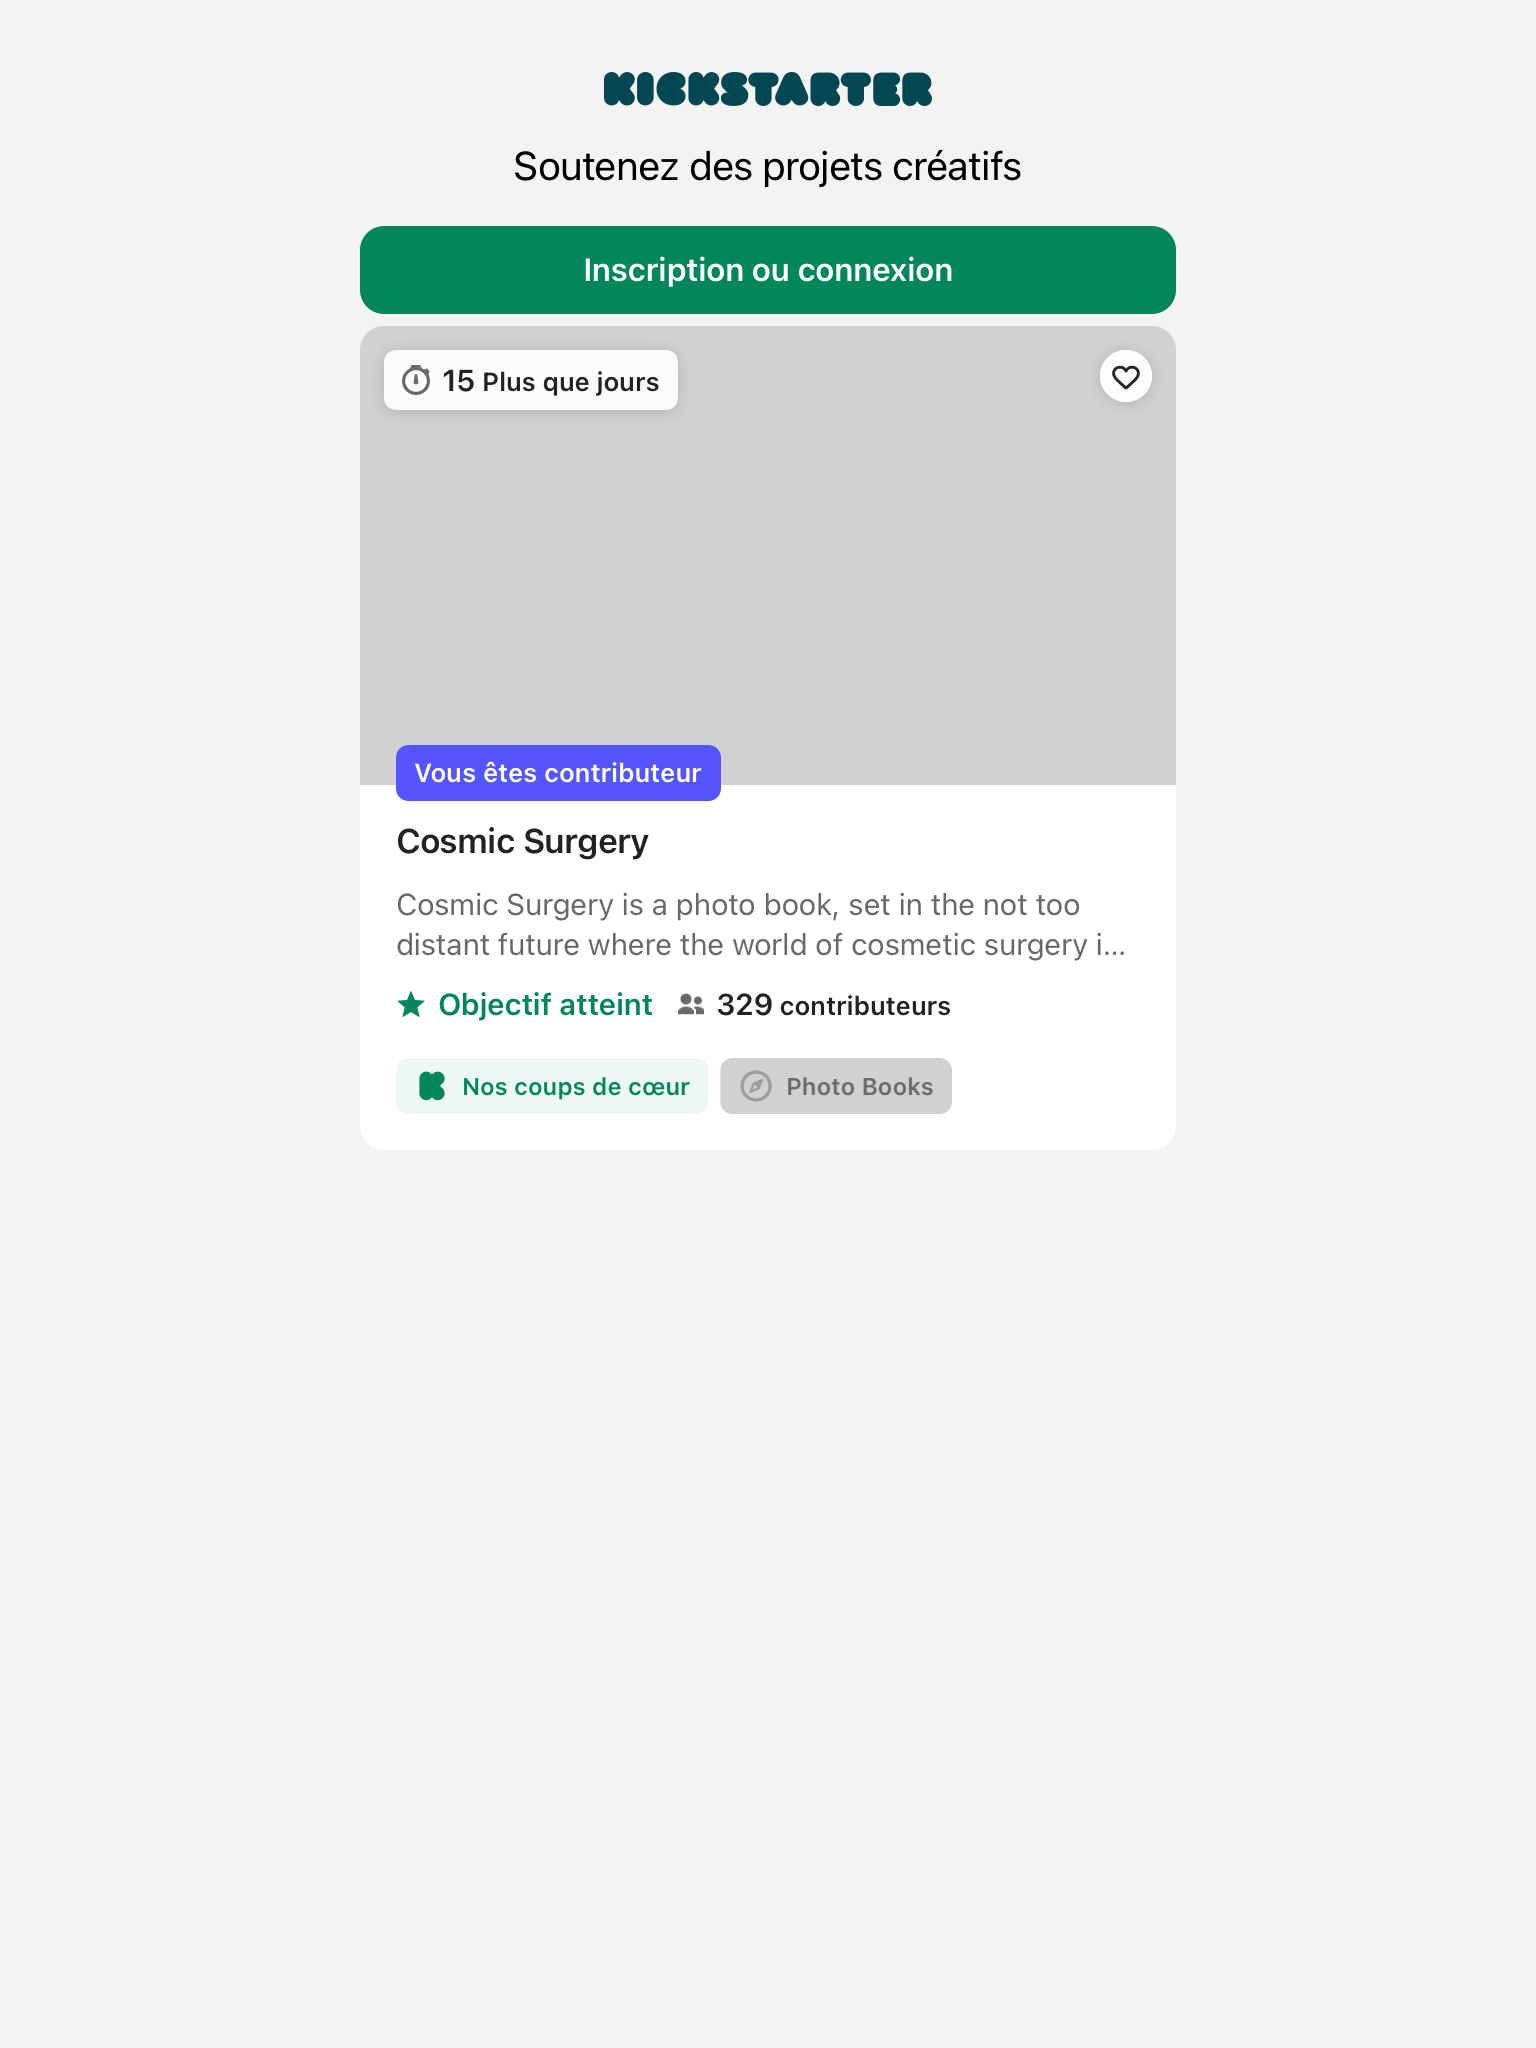 KICKSTARTER
Soutenez des projets créatifs
Inscription ou connexion
15 Plus que jours
Vous êtes contributeur
Cosmic Surgery
Cosmic Surgery is a photo book, set in the not too
distant future where the world of cosmetic surgery i...
Objectif atteint 329 contributeurs
Nos coups de cœur Photo Books